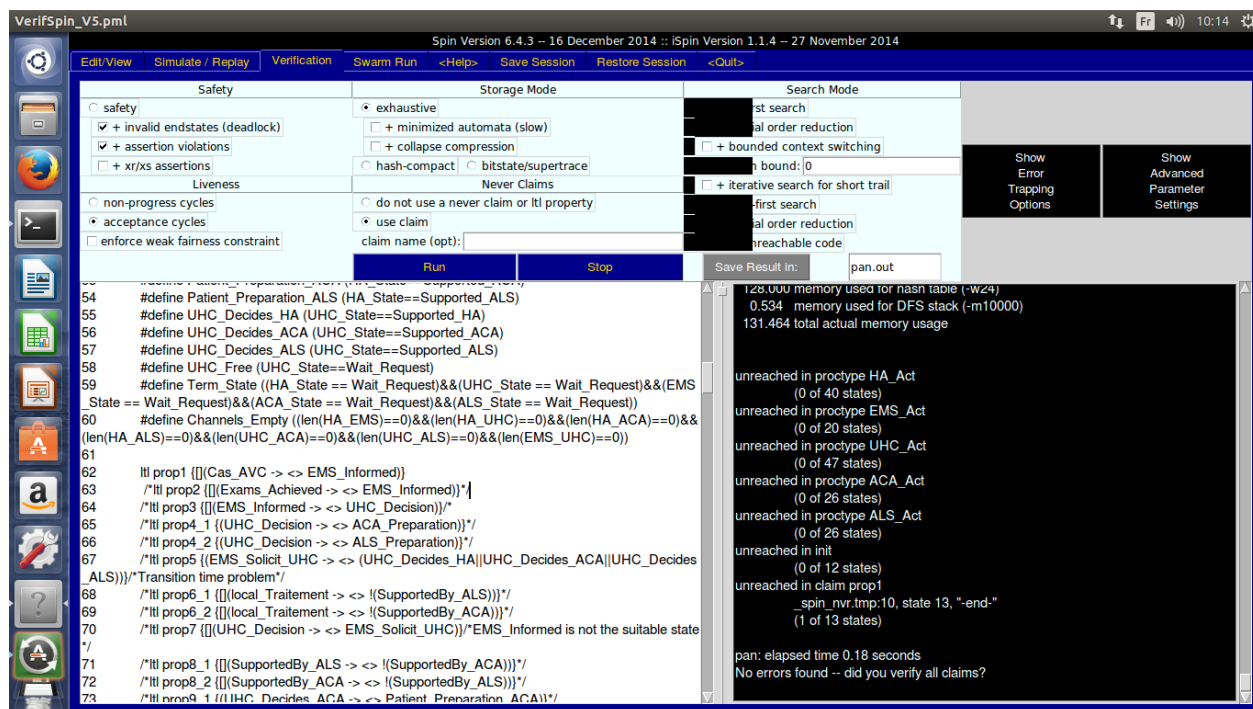 VerifSpin_V5.pml
Fr
10:14
Spin Version 6.4.3 -- 16 December 2014 :: iSpin Version 1.1.4 -- 27 November 2014
Edit/View Simulate / Replay Verification Swarm Run <Help> Save Session Restore Session <Quit>
Safety
safety
+ invalid endstates (deadlock)
+ assertion violations
+ xr/xs assertions
Liveness
non-progress cycles
acceptance cycles
enforce weak fairness constraint
Storage Mode
exhaustive
+ minimized automata (slow)
+ collapse compression
hash-compact bitstate/supertrace
Never Claims
do not use a never claim or ltl property
use claim
claim name (opt):
Run Stop
Search Mode
rst search
ial order reduction
+ bounded context switching
bound: 0
+ iterative search for short trail
-first search
ial order reduction
reachable code
Save Result in: pan.out
Show
Error
Trapping
Options
Show
Advanced
Parameter
Settings
54 #define Patient_Preparation_ALS (HA_State==Supported_ALS)
55 #define UHC_Decides_HA (UHC_State==Supported_HA)
56 #define UHC_Decides_ACA (UHC_State==Supported_ACA)
57 #define UHC_Decides_ALS (UHC_State==Supported_ALS)
58 #define UHC_Free (UHC_State==Wait_Request)
59 #define Term_State ((HA_State == Wait_Request)&&(UHC_State == Wait_Request)&&(EMS
_State == Wait_Request)&&(ACA_State == Wait_Request)&&(ALS_State == Wait_Request))
60 #define Channels_Empty ((len(HA_EMS)==0)&&(len(HA_UHC)==0)&&(len(HA_ACA)==0)&&
(len(HA_ALS)==0)&&(len(UHC_ACA)==0)&&(len(UHC_ALS)==0)&&(len(EMS_UHC)==0))
61
62 ltl prop1 {[](Cas_AVC -> <> EMS_Informed)}
63 /*ltl prop2 {[](Exams_Achieved -> <> EMS_Informed)}*/
64 /*ltl prop3 {[](EMS_Informed -> <> UHC_Decision)}/*
65 /*ltl prop4_1 {(UHC_Decision -> <> ACA_Preparation)}*/
66 /*ltl prop4_2 {(UHC_Decision -> <> ALS_Preparation)}*/
67 /*ltl prop5 {(EMS_Solicit_UHC -> <> (UHC_Decides_HA||UHC_Decides_ACA||UHC_Decides
_ALS))}/*Transition time problem*/
68 /*ltl prop6_1 {[](local_Traitement -> <> !(SupportedBy_ALS))}*/
69 /*ltl prop6_2 {[](local_Traitement -> <> !(SupportedBy_ACA))}*/
70 /*ltl prop7 {[](UHC_Decision -> <> EMS_Solicit_UHC)}/*EMS_Informed is not the suitable state
*/
71 /*ltl prop8_1 {[](SupportedBy_ALS -> <> !(SupportedBy_ACA))}*/
72 /*ltl prop8_2 {[](SupportedBy_ACA -> <> !(SupportedBy_ALS))}*/
73 /*ltl prop9_1 {[(UHC_Decides_ACA -> <> Patient_Preparation_ACA)}*/
128.000 memory used for hash table (-w24)
0.534 memory used for DFS stack (-m10000)
131.464 total actual memory usage
unreached in proctype HA_Act
(0 of 40 states)
unreached in proctype EMS_Act
(0 of 20 states)
unreached in proctype UHC_Act
(0 of 47 states)
unreached in proctype ACA_Act
(0 of 26 states)
unreached in proctype ALS_Act
(0 of 26 states)
unreached in init
(0 of 12 states)
unreached in claim prop1
_spin_nvr.tmp:10, state 13, "-end-"
(1 of 13 states)
pan: elapsed time 0.18 seconds
No errors found -- did you verify all claims?